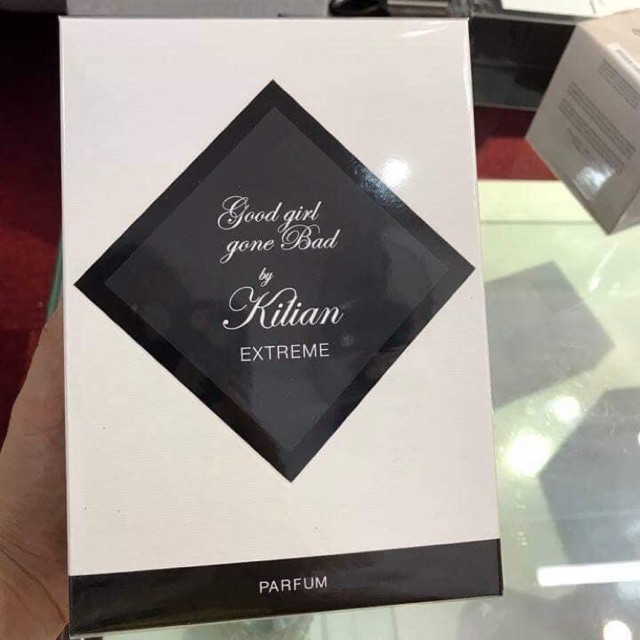 Good girl
gone Bad
by
Kilian
EXTREME
PARFUM